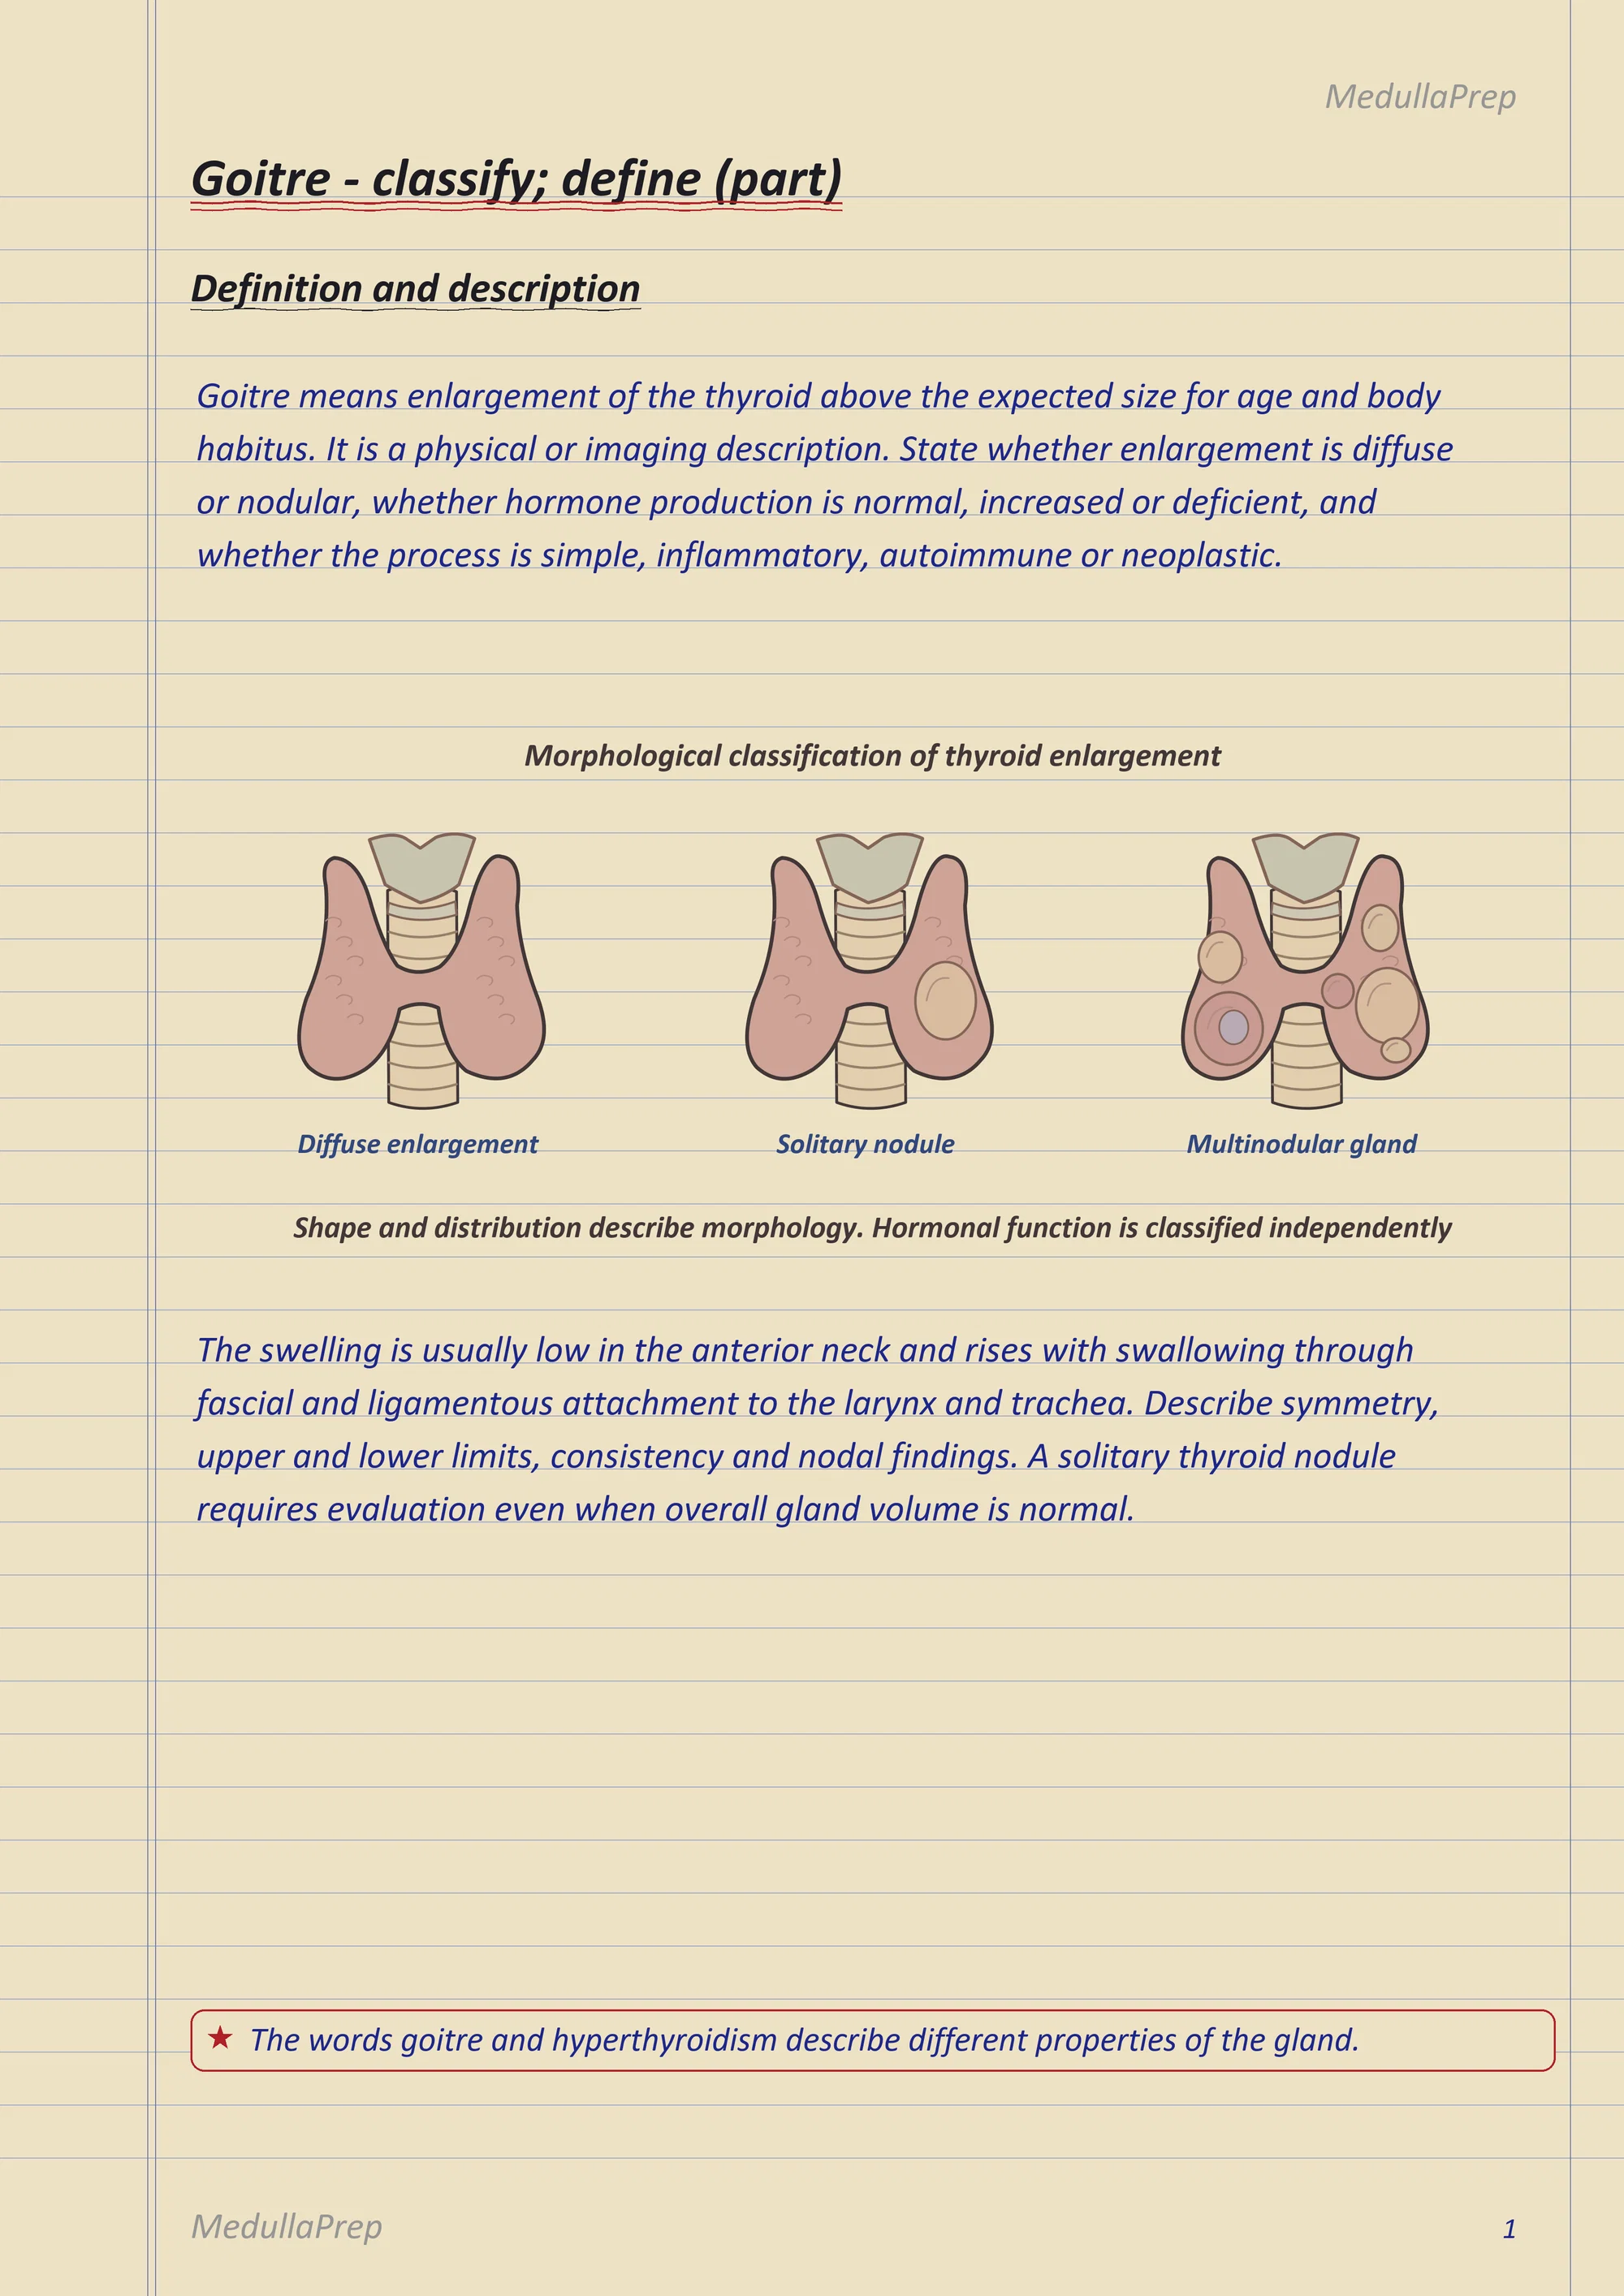 MedullaPrep
Goitre - classify; define (part)
Definition and description
Goitre means enlargement of the thyroid above the expected size for age and body
habitus. It is a physical or imaging description. State whether enlargement is diffuse
or nodular, whether hormone production is normal, increased or deficient, and
whether the process is simple, inflammatory, autoimmune or neoplastic.
Morphological classification of thyroid enlargement
Diffuse enlargement
Solitary nodule
Multinodular gland
Shape and distribution describe morphology. Hormonal function is classified independently
The swelling is usually low in the anterior neck and rises with swallowing through
fascial and ligamentous attachment to the larynx and trachea. Describe symmetry,
upper and lower limits, consistency and nodal findings. A solitary thyroid nodule
requires evaluation even when overall gland volume is normal.
★ The words goitre and hyperthyroidism describe different properties of the gland.
MedullaPrep
1